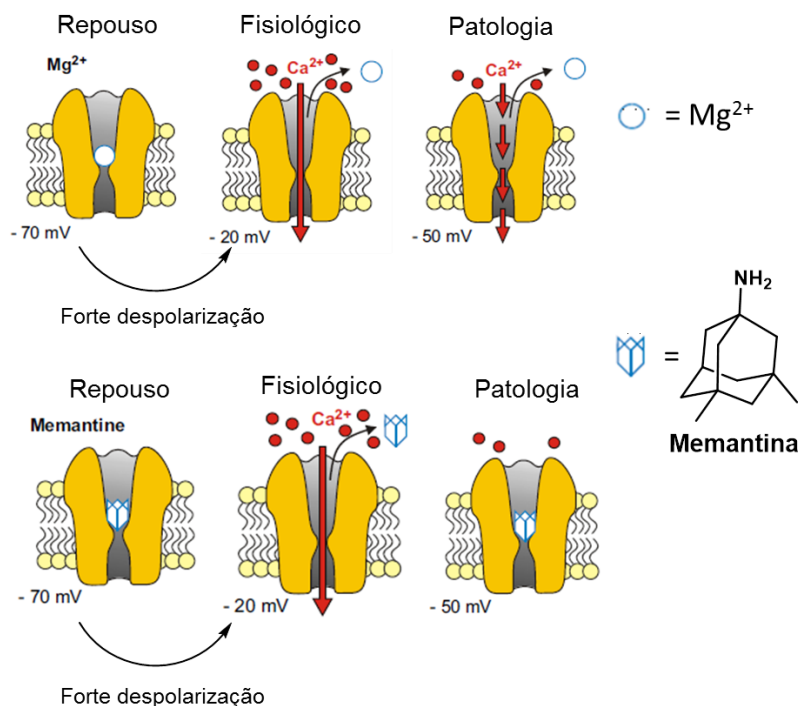 Repouso
Fisiológico
Patologia
Mg²⁺
Ca²⁺
Ca²⁺
= Mg²⁺
- 70 mV
- 20 mV
- 50 mV
Forte despolarização
NH₂
=
Memantina
Repouso
Fisiológico
Patologia
Memantine
Ca²⁺
- 70 mV
- 20 mV
- 50 mV
Forte despolarização